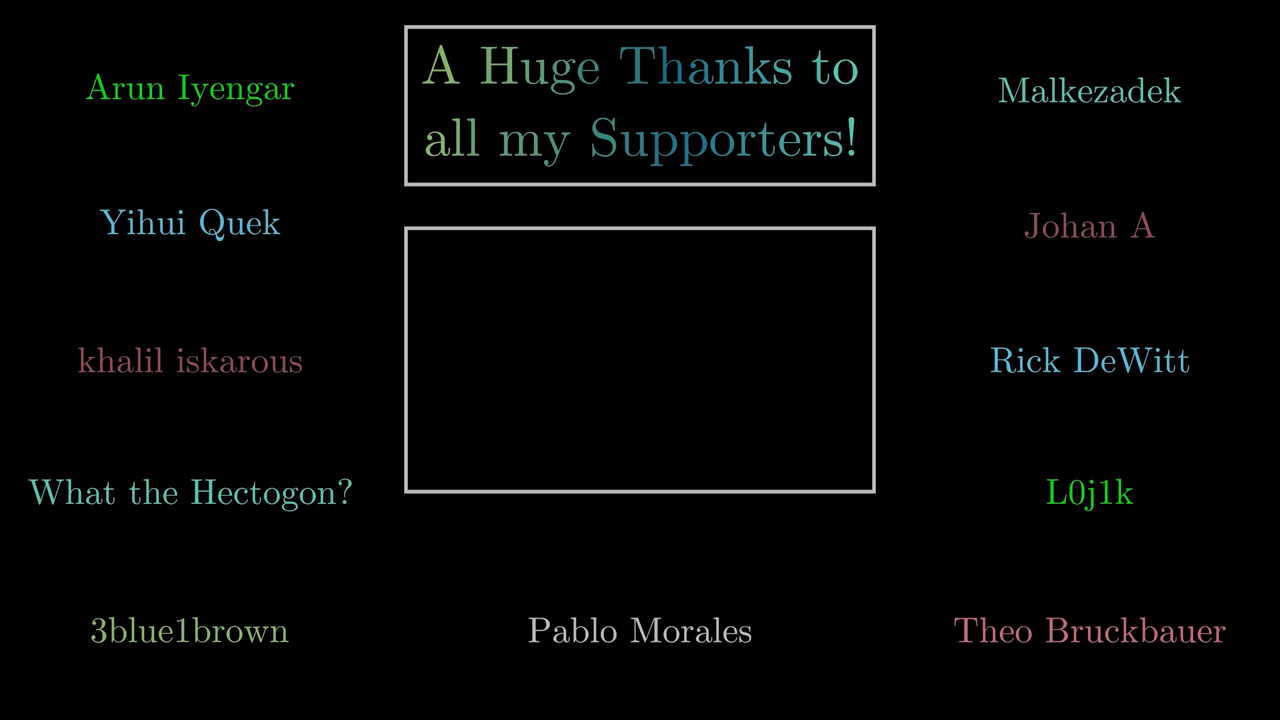 A Huge Thanks to
all my Supporters!
Arun Iyengar
Malkezadek
Yihui Quek
Johan A
khalil iskarous
Rick DeWitt
What the Hectogon?
L0j1k
3blue1brown
Pablo Morales
Theo Bruckbauer